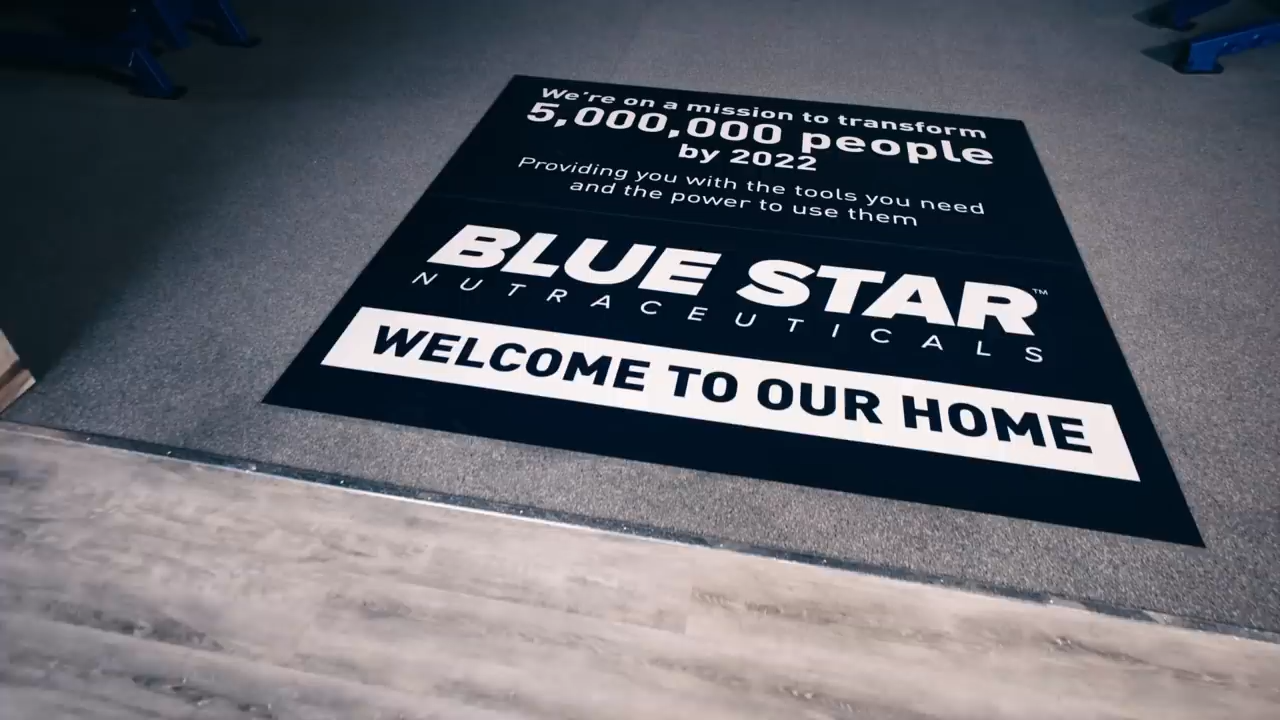 We're on a mission to transform
5,000,000 people
by 2022
Providing you with the tools you need
and the power to use them
BLUE STAR™
NUTRACEUTICALS
WELCOME TO OUR HOME